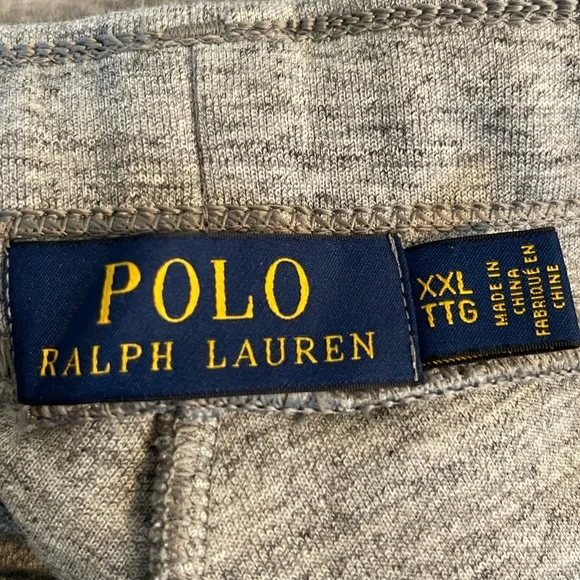 POLO
RALPH LAUREN
XXL
TTG
MADE IN
CHINA
FABRIQUÉ EN
CHINE